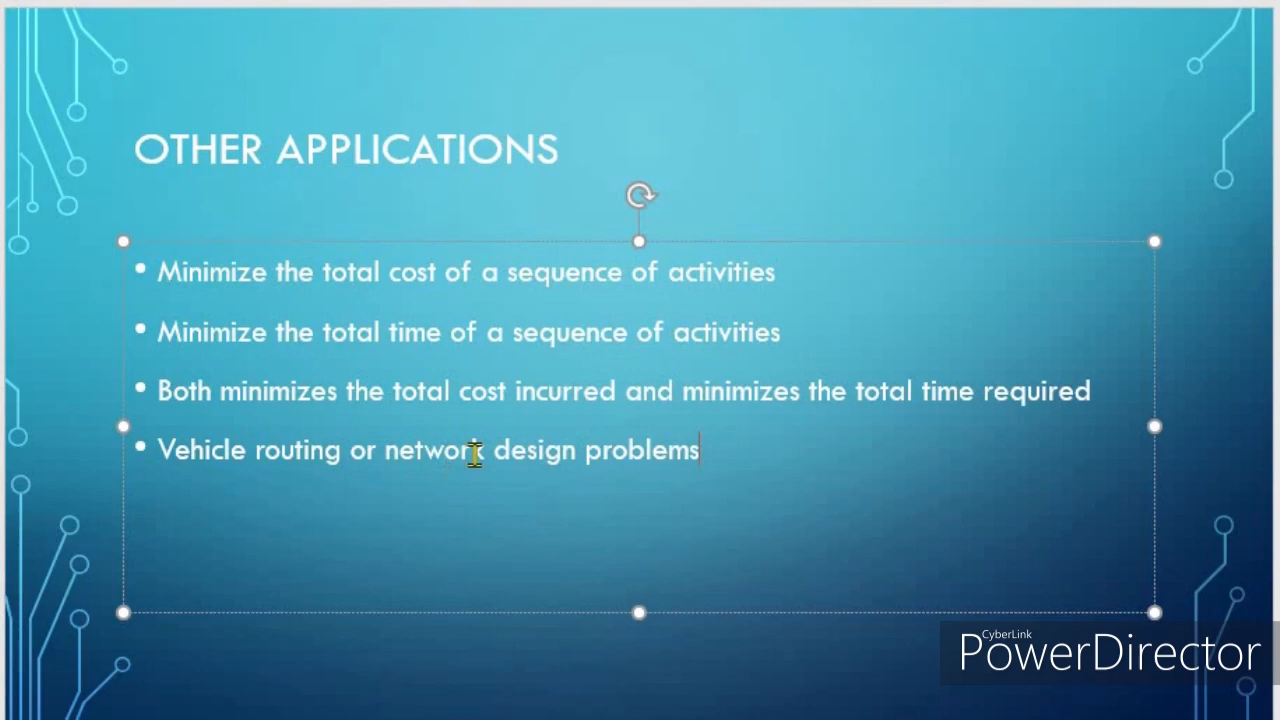 OTHER APPLICATIONS
• Minimize the total cost of a sequence of activities
• Minimize the total time of a sequence of activities
• Both minimizes the total cost incurred and minimizes the total time required
• Vehicle routing or network design problems
CyberLink
PowerDirector